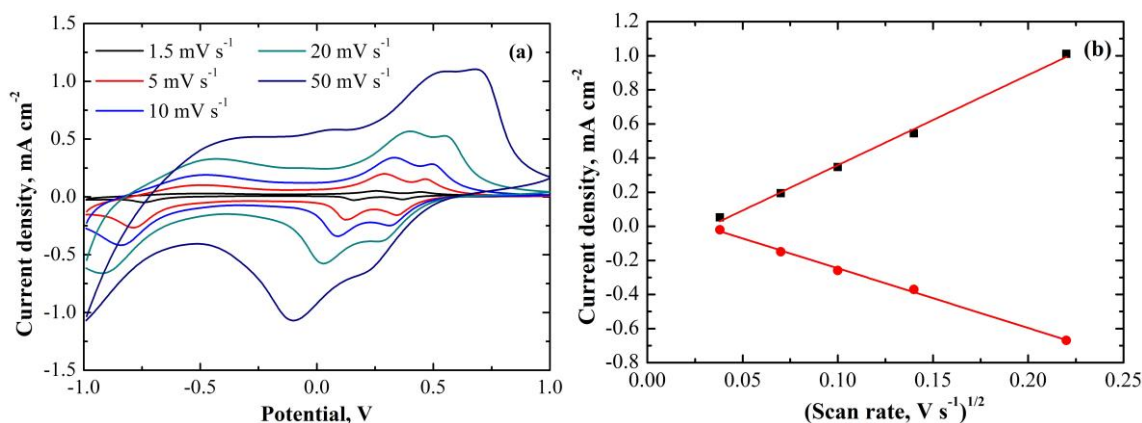 (a)
1.5 mV s⁻¹
20 mV s⁻¹
5 mV s⁻¹
50 mV s⁻¹
10 mV s⁻¹
1.5
1.0
0.5
0.0
-0.5
-1.0
-1.5
Current density, mA cm⁻²
-1.0 -0.5 0.0 0.5 1.0
Potential, V
(b)
1.2
1.0
0.8
0.6
0.4
0.2
0.0
-0.2
-0.4
-0.6
-0.8
Current density, mA cm⁻²
0.00 0.05 0.10 0.15 0.20 0.25
(Scan rate, V s⁻¹)¹/²